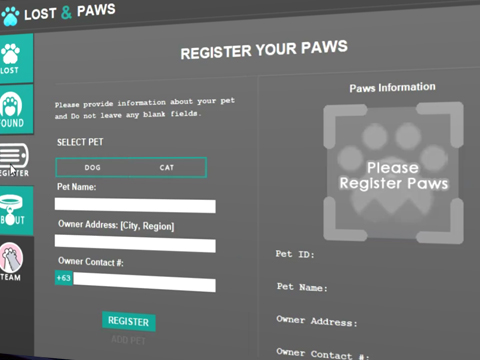 LOST & PAWS
LOST
REGISTER YOUR PAWS
Please provide information about your pet
and Do not leave any blank fields.
SELECT PET
DOG CAT
Pet Name:
Owner Address: [City, Region]
Owner Contact #:
+63
REGISTER
ADD PET
OUND
EGISTER
OUT
TEAM
Paws Information
Please
Register Paws
Pet ID:
Pet Name:
Owner Address:
Owner Contact #: